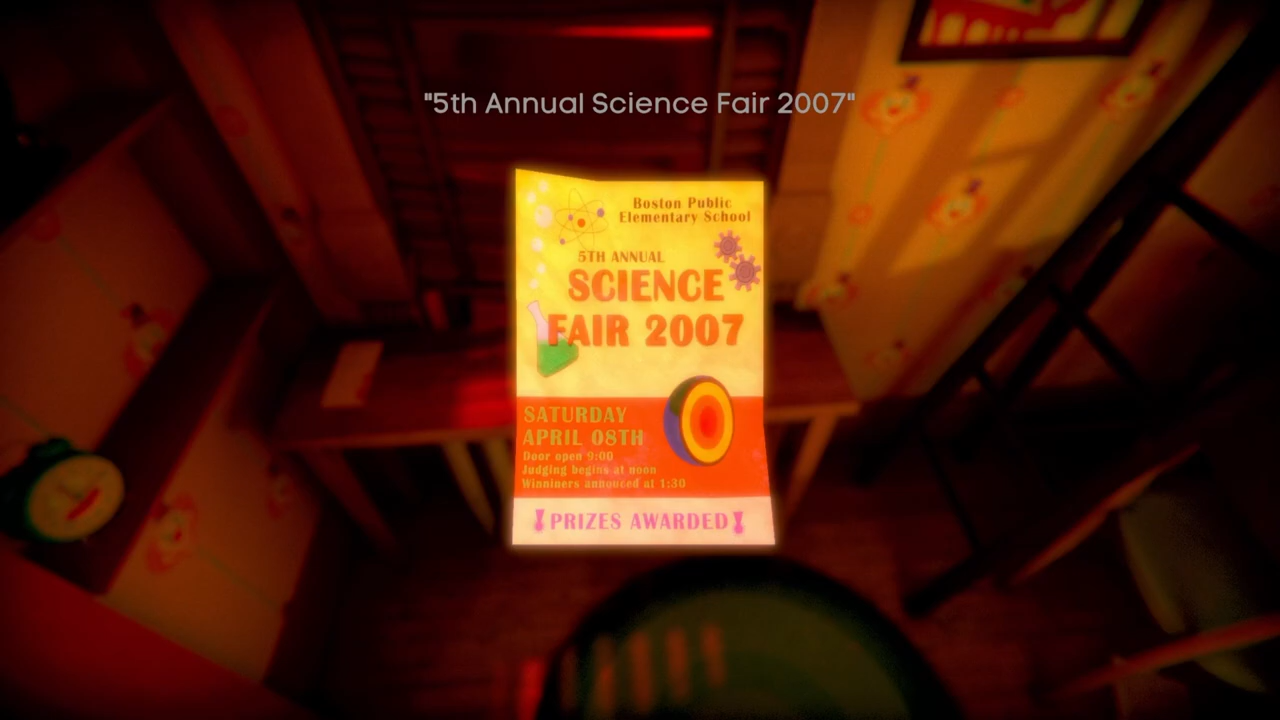 "5th Annual Science Fair 2007"
Boston Public
Elementary School
5TH ANNUAL
SCIENCE
FAIR 2007
SATURDAY
APRIL 08TH
Door open 9:00
Judging begins at noon
Winniners annouced at 1:30
PRIZES AWARDED